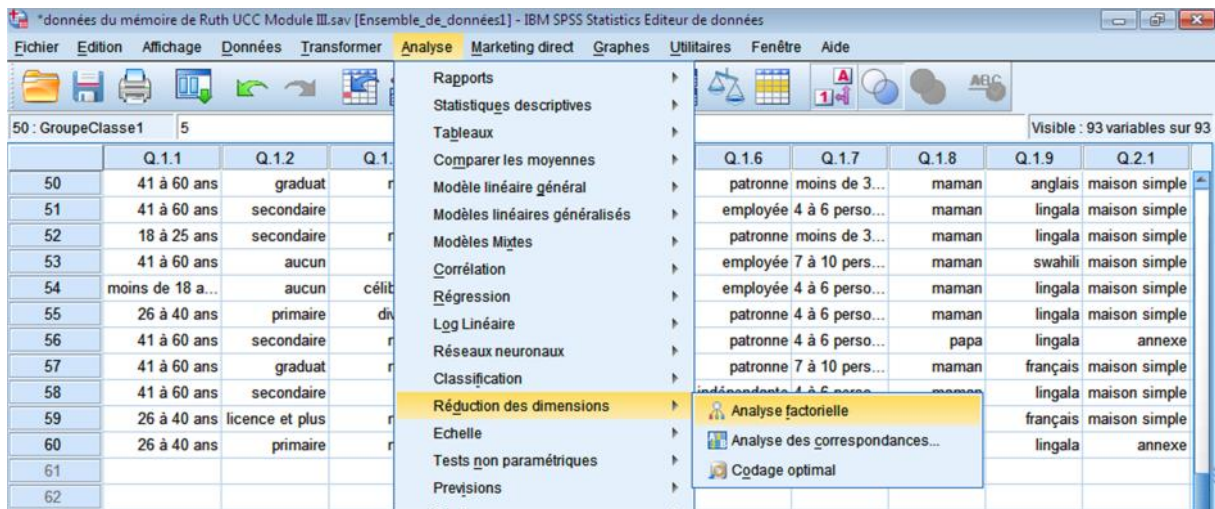 *données du mémoire de Ruth UCC Module III.sav [Ensemble_de_données1] - IBM SPSS Statistics Editeur de données
Fichier Edition Affichage Données Transformer Analyse Marketing direct Graphes Utilitaires Fenêtre Aide
50 : GroupeClasse1 5 Visible : 93 variables sur 93
Q.1.1 Q.1.2 Q.1. Q.1.6 Q.1.7 Q.1.8 Q.1.9 Q.2.1
50 41 à 60 ans graduat patronne moins de 3... maman anglais maison simple
51 41 à 60 ans secondaire employée 4 à 6 perso... maman lingala maison simple
52 18 à 25 ans secondaire patronne moins de 3... maman lingala maison simple
53 41 à 60 ans aucun employée 7 à 10 pers... maman swahili maison simple
54 moins de 18 a... aucun célib employée 4 à 6 perso... maman lingala maison simple
55 26 à 40 ans primaire div patronne 4 à 6 perso... maman lingala maison simple
56 41 à 60 ans secondaire patronne 4 à 6 perso... papa lingala annexe
57 41 à 60 ans graduat patronne 7 à 10 pers... maman français maison simple
58 41 à 60 ans secondaire indépendante 4 à 6 perso... maman lingala maison simple
59 26 à 40 ans licence et plus français maison simple
60 26 à 40 ans primaire lingala annexe
61
62
Rapports
Statistiques descriptives
Tableaux
Comparer les moyennes
Modèle linéaire général
Modèles linéaires généralisés
Modèles Mixtes
Corrélation
Régression
Log Linéaire
Réseaux neuronaux
Classification
Réduction des dimensions
Echelle
Tests non paramétriques
Previsions
Analyse factorielle
Analyse des correspondances...
Codage optimal